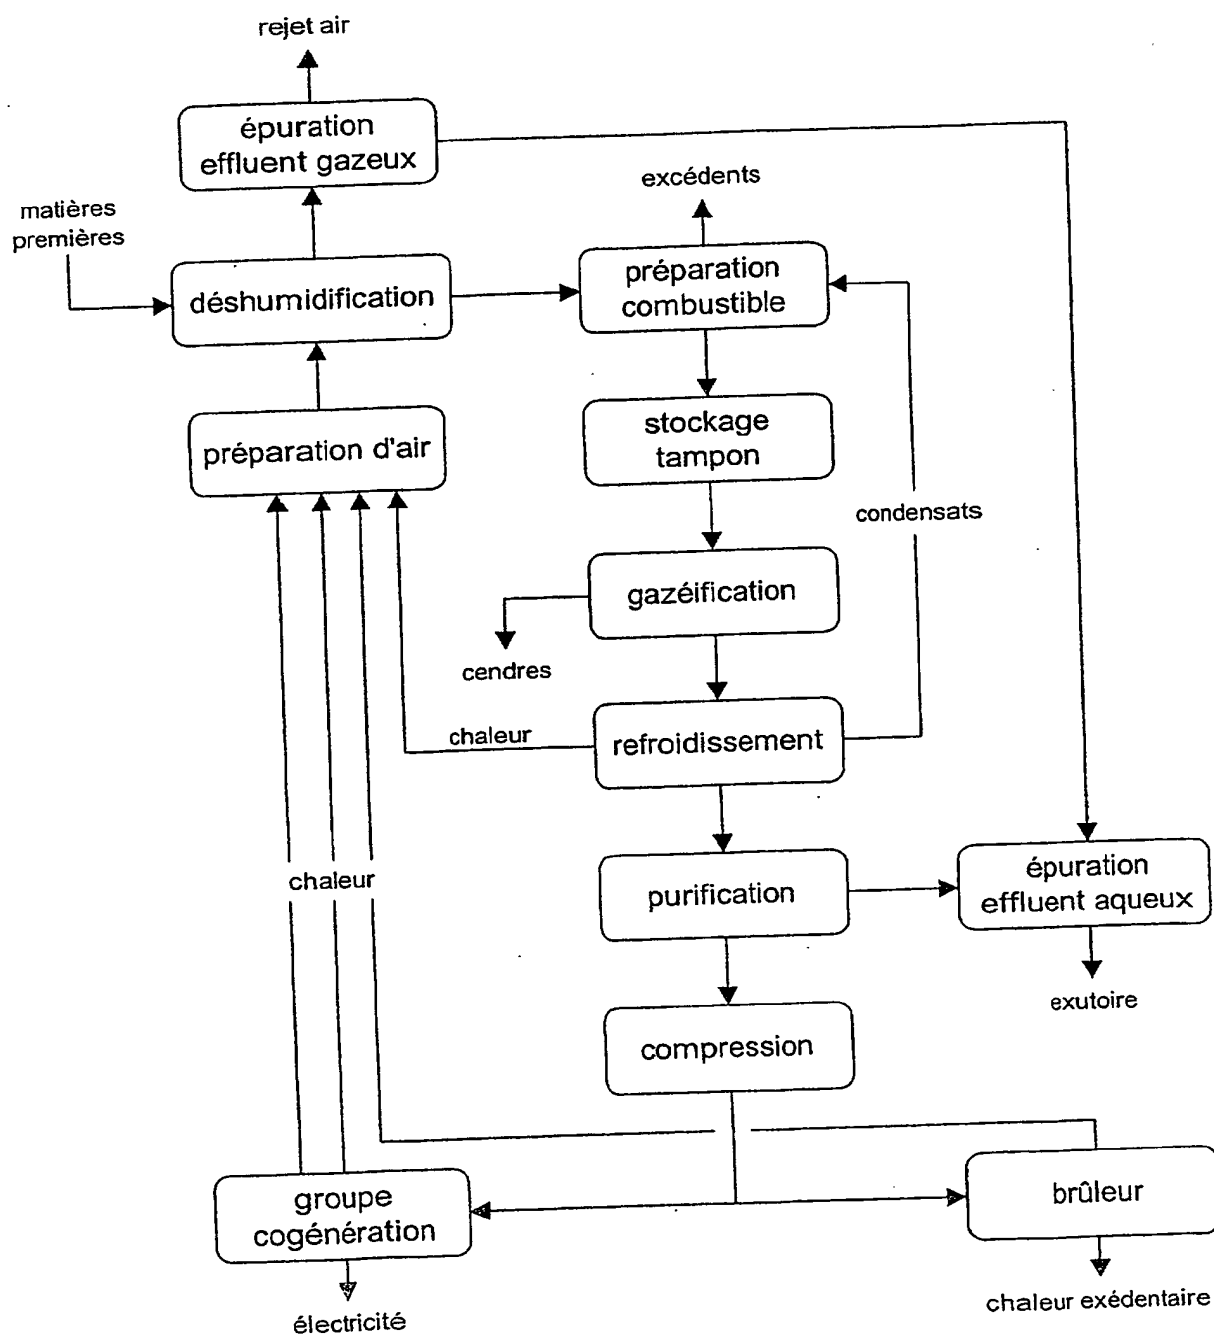 rejet air
épuration
effluent gazeux
excédents
matières
premières
déshumidification
préparation
combustible
préparation d'air
stockage
tampon
condensats
gazéification
cendres
chaleur
refroidissement
chaleur
purification
épuration
effluent aqueux
exutoire
compression
groupe
cogénération
brûleur
électricité
chaleur exédentaire